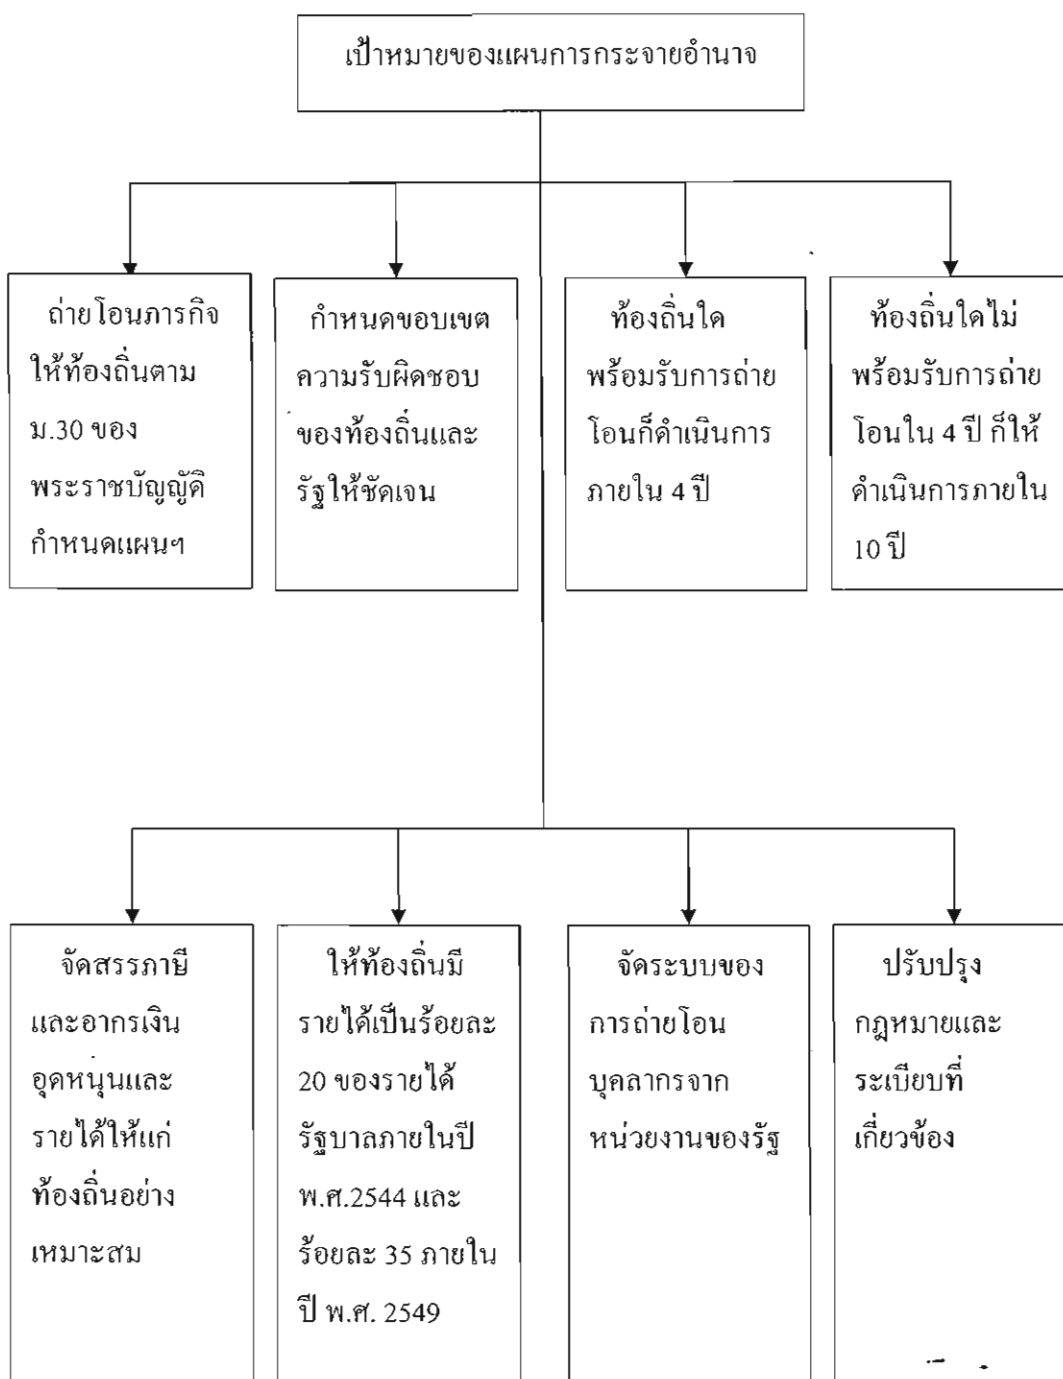 เป้าหมายของแผนการกระจายอำนาจ
ถ่ายโอนภารกิจ
ให้ท้องถิ่นตาม
ม.30 ของ
พระราชบัญญัติ
กำหนดแผนฯ
กำหนดขอบเขต
ความรับผิดชอบ
ของท้องถิ่นและ
รัฐให้ชัดเจน
ท้องถิ่นใด
พร้อมรับการถ่าย
โอนก็ดำเนินการ
ภายใน 4 ปี
ท้องถิ่นใดไม่
พร้อมรับการถ่าย
โอนใน 4 ปี ก็ให้
ดำเนินการภายใน
10 ปี
จัดสรรภาษี
และอากรเงิน
อุดหนุนและ
รายได้ให้แก่
ท้องถิ่นอย่าง
เหมาะสม
ให้ท้องถิ่นมี
รายได้เป็นร้อยละ
20 ของรายได้
รัฐบาลภายในปี
พ.ศ.2544 และ
ร้อยละ 35 ภายใน
ปี พ.ศ. 2549
จัดระบบของ
การถ่ายโอน
บุคลากรจาก
หน่วยงานของรัฐ
ปรับปรุง
กฎหมายและ
ระเบียบที่
เกี่ยวข้อง